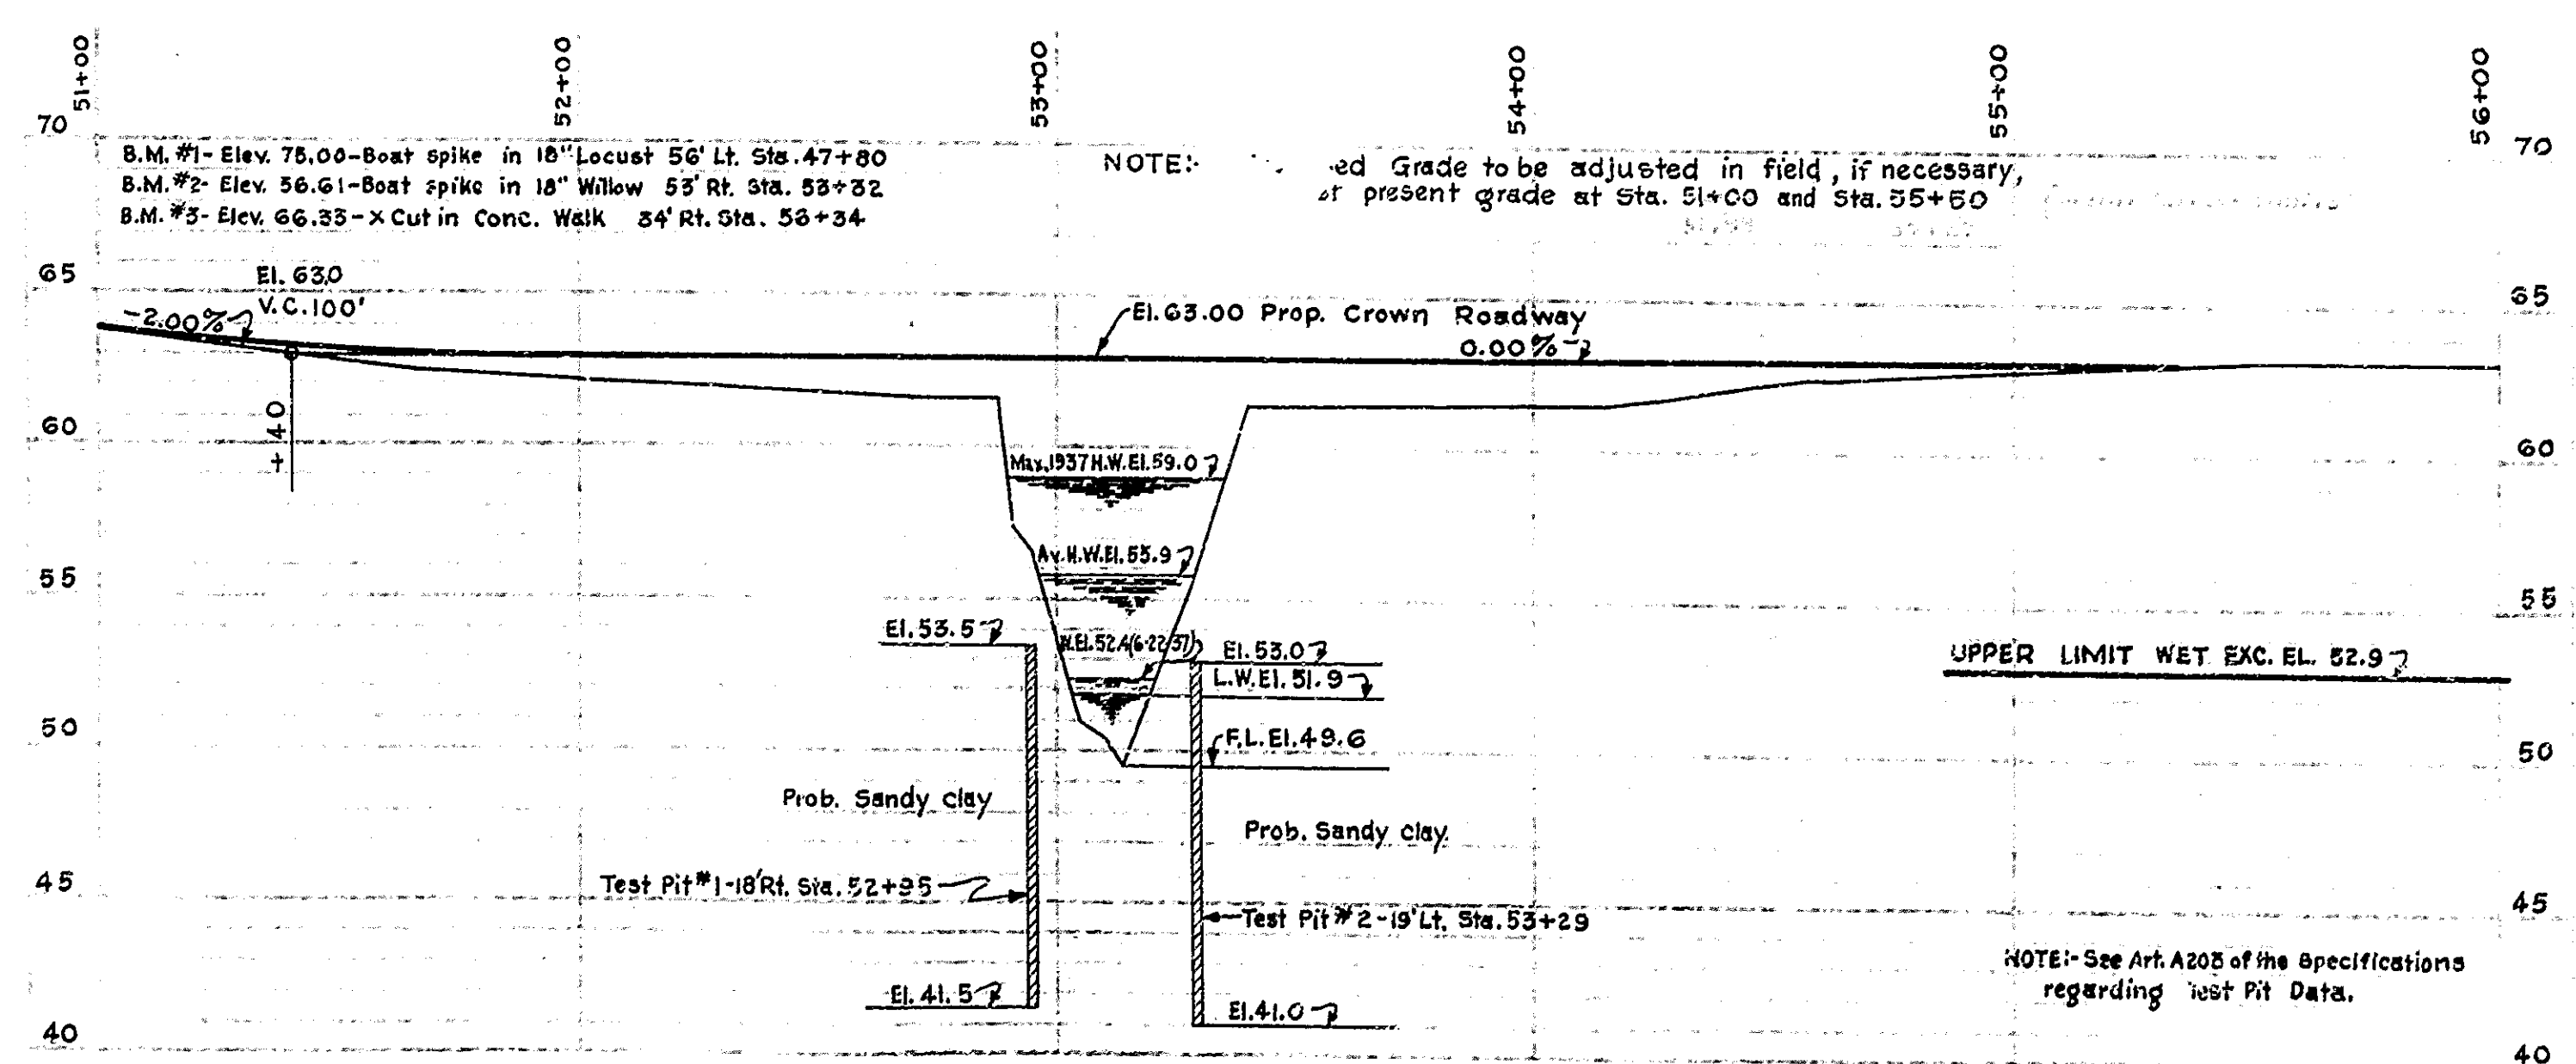 51+00
52+00
53+00
54+00
55+00
56+00
70
70
B.M. #1- Elev. 75.00-Boat spike in 18" Locust 56' Lt. Sta. 47+80
B.M. #2- Elev. 56.61-Boat spike in 18" Willow 53' Rt. Sta. 53+32
B.M. #3- Elev. 66.33-X Cut in Conc. Walk 34' Rt. Sta. 56+34
NOTE:- Grade to be adjusted in field, if necessary,
present grade at Sta. 51+00 and Sta. 55+50
65
65
El. 63.0
V.C. 100'
-2.00%
El. 63.00 Prop. Crown Roadway
0.00%
+40
60
60
Max. 1937 H.W. El. 59.0
Av. H.W. El. 55.9
55
55
El. 53.5
W. El. 52.4 (6-22-37)
El. 53.0
L.W. El. 51.9
UPPER LIMIT WET EXC. EL. 52.9
50
50
F.L. El. 49.6
Prob. Sandy clay
Prob. Sandy clay.
45
45
Test Pit #1-18' Rt. Sta. 52+95
Test Pit #2-19' Lt. Sta. 53+29
NOTE:- See Art. A203 of the Specifications
regarding Test Pit Data.
El. 41.5
El. 41.0
40
40